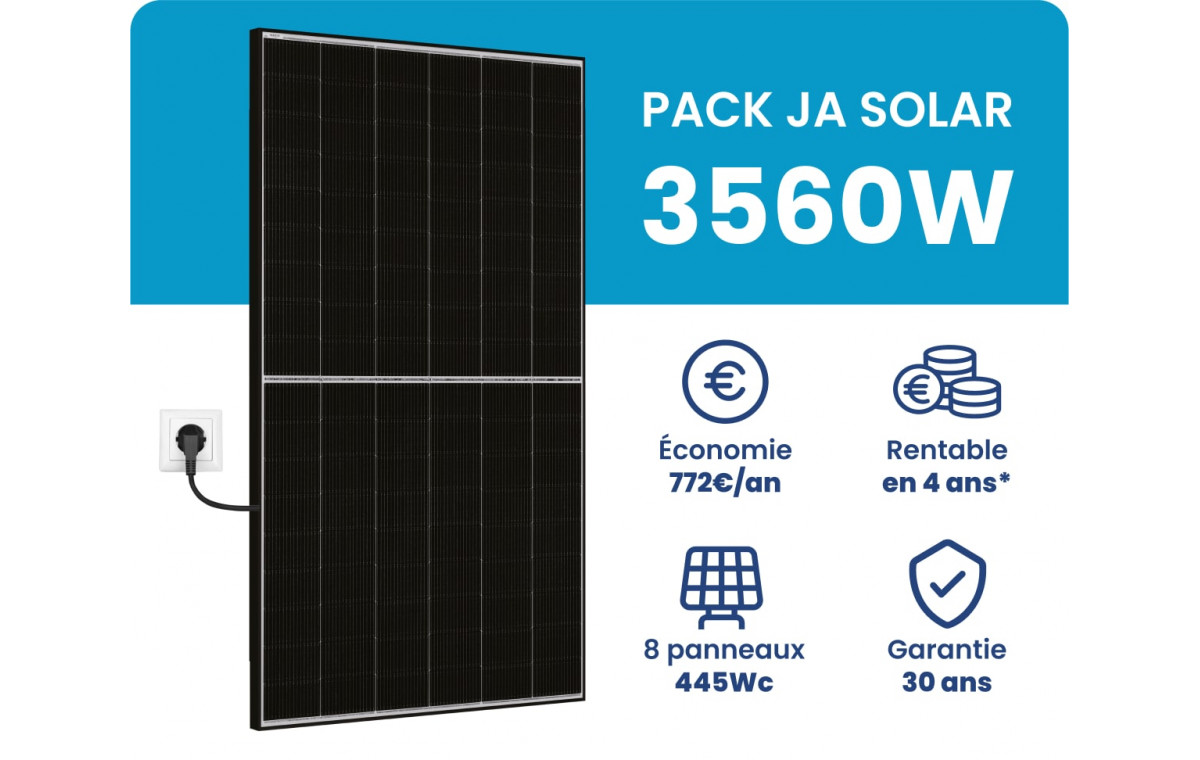 PACK JA SOLAR
3560W
Économie
772€/an
Rentable
en 4 ans*
8 panneaux
445Wc
Garantie
30 ans